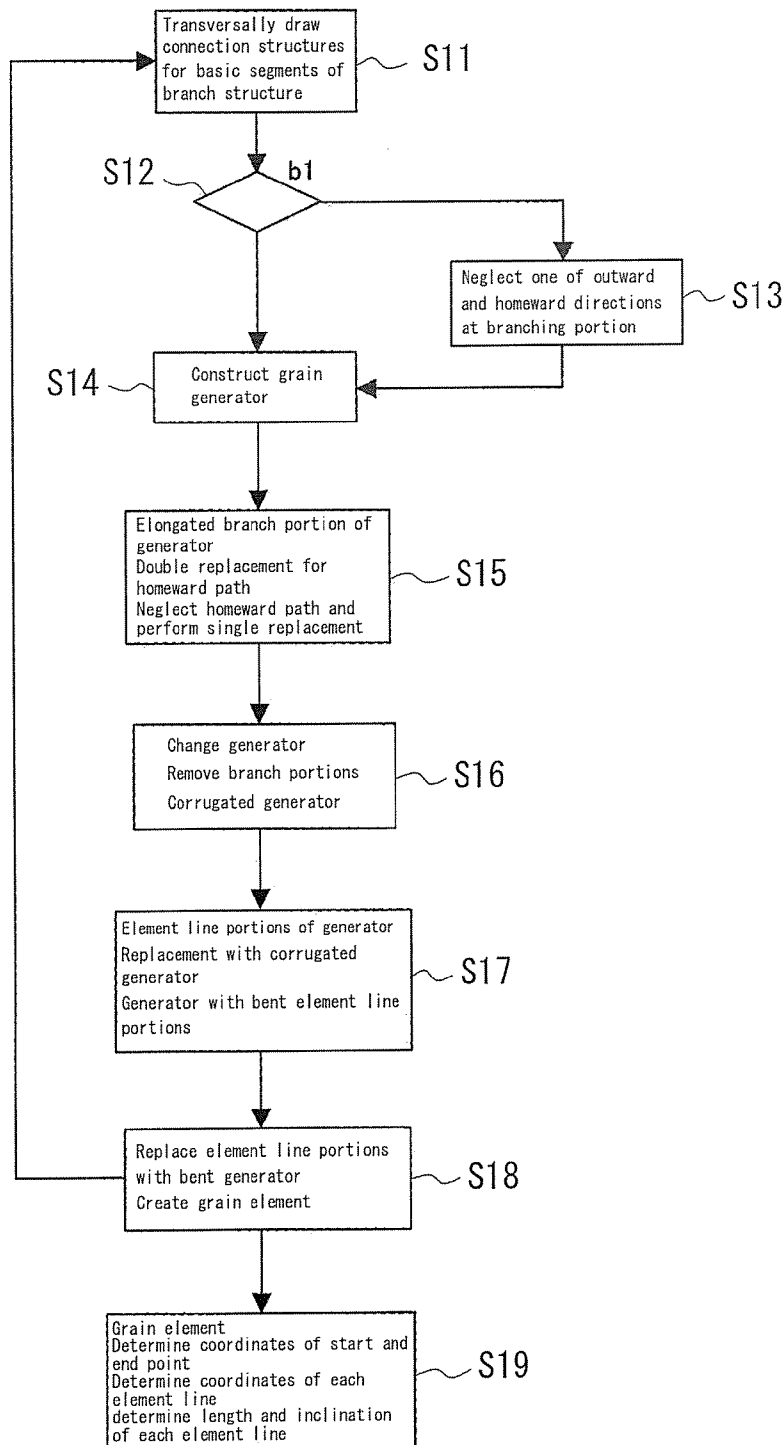 Transversally draw
connection structures
for basic segments of
branch structure
S11
S12
b1
Neglect one of outward
and homeward directions
at branching portion
S13
S14
Construct grain
generator
Elongated branch portion of
generator
Double replacement for
homeward path
Neglect homeward path and
perform single replacement
S15
Change generator
Remove branch portions
Corrugated generator
S16
Element line portions of generator
Replacement with corrugated
generator
Generator with bent element line
portions
S17
Replace element line portions
with bent generator
Create grain element
S18
Grain element
Determine coordinates of start and
end point
Determine coordinates of each
element line
determine length and inclination
of each element line
S19